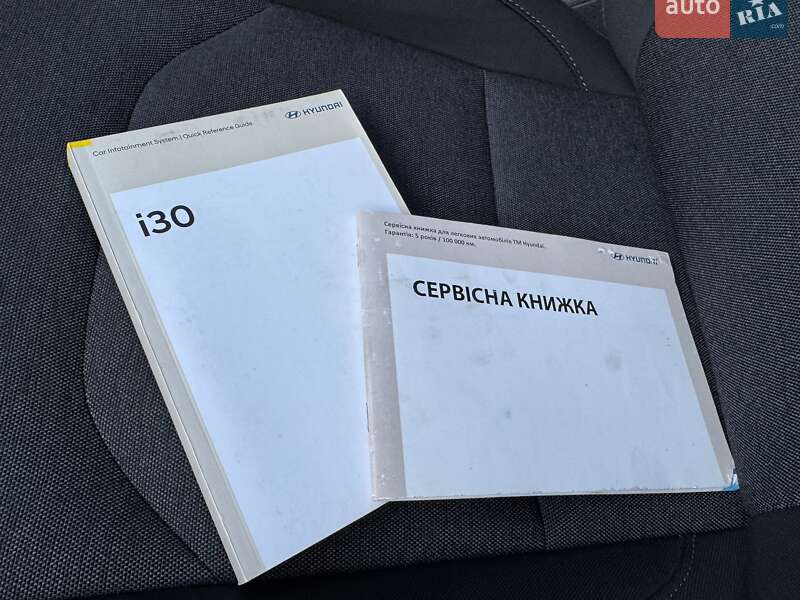 auto RIA.com
HYUNDAI
Car Infotainment System | Quick Reference Guide
i30
Сервісна книжка для легкових автомобілів ТМ Hyundai.
Гарантія: 5 років / 100 000 км.
HYUNDAI
СЕРВІСНА КНИЖКА